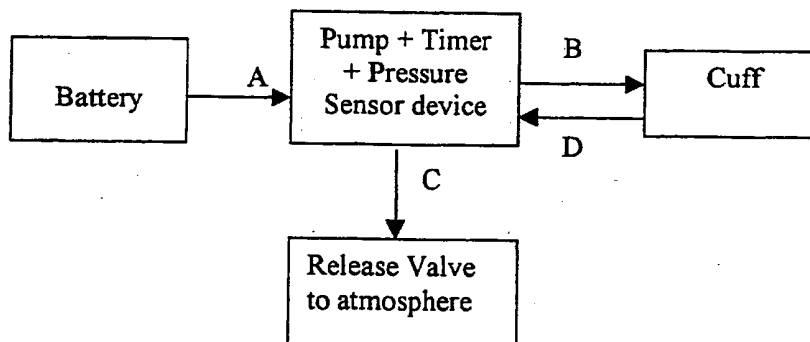 Pump + Timer
+ Pressure
Sensor device
Battery
A
B
Cuff
D
C
Release Valve
to atmosphere